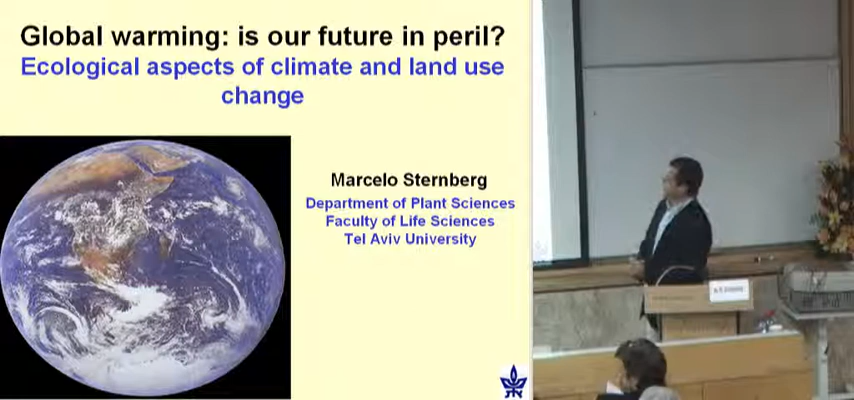 Global warming: is our future in peril?
Ecological aspects of climate and land use
change
Marcelo Sternberg
Department of Plant Sciences
Faculty of Life Sciences
Tel Aviv University